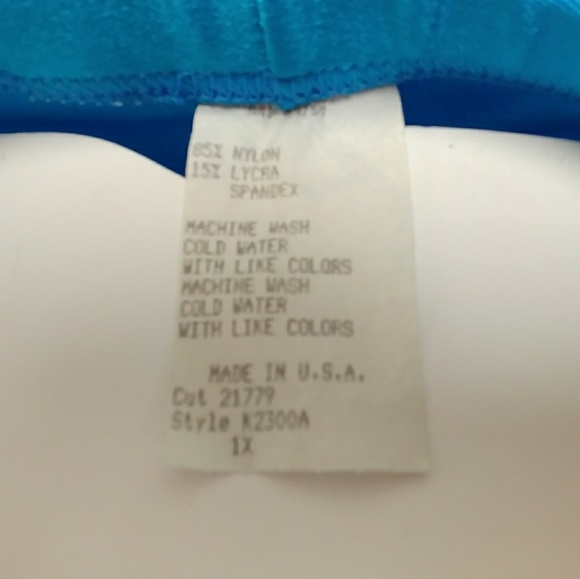 85% NYLON
15% LYCRA
SPANDEX
MACHINE WASH
COLD WATER
WITH LIKE COLORS
MACHINE WASH
COLD WATER
WITH LIKE COLORS
MADE IN U.S.A.
Cut 21779
Style K2300A
1X